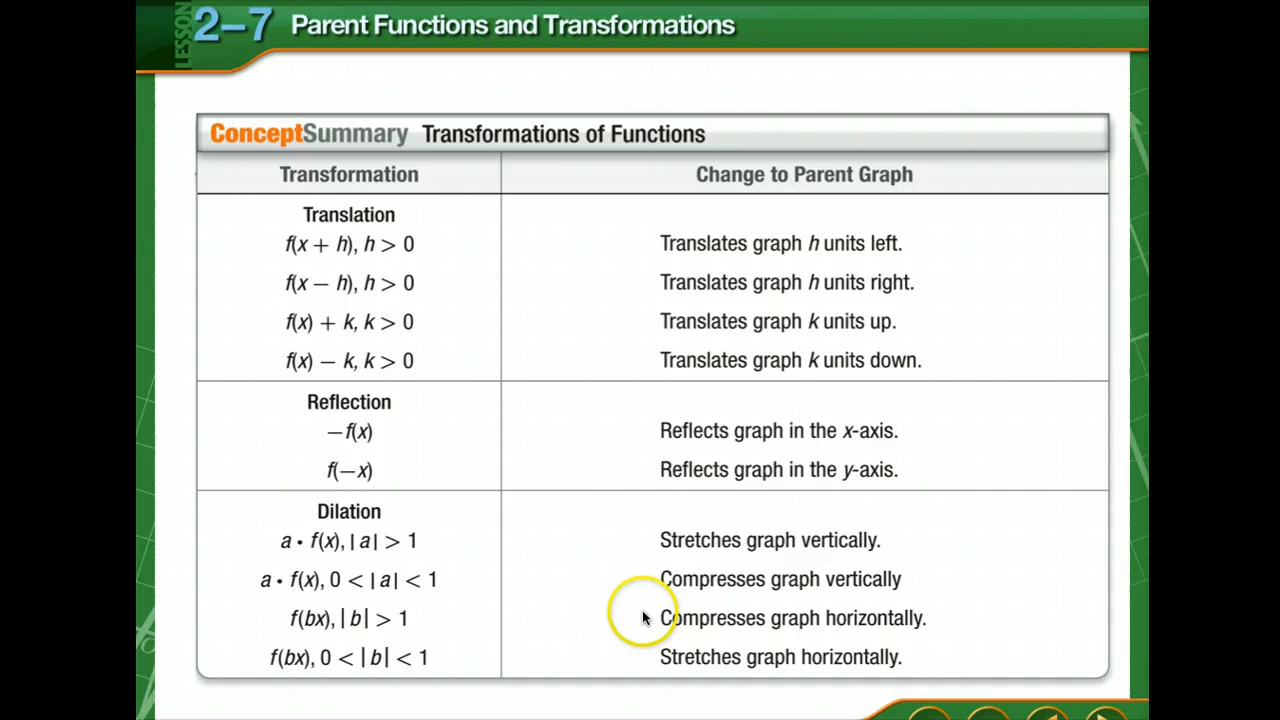 LESSON 2–7 Parent Functions and Transformations
ConceptSummary Transformations of Functions
Transformation Change to Parent Graph
Translation
f(x + h), h > 0 Translates graph h units left.
f(x − h), h > 0 Translates graph h units right.
f(x) + k, k > 0 Translates graph k units up.
f(x) − k, k > 0 Translates graph k units down.
Reflection
−f(x) Reflects graph in the x-axis.
f(−x) Reflects graph in the y-axis.
Dilation
a • f(x), |a| > 1 Stretches graph vertically.
a • f(x), 0 < |a| < 1 Compresses graph vertically
f(bx), |b| > 1 Compresses graph horizontally.
f(bx), 0 < |b| < 1 Stretches graph horizontally.